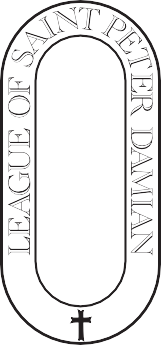 LEAGUE OF SAINT PETER DAMIAN